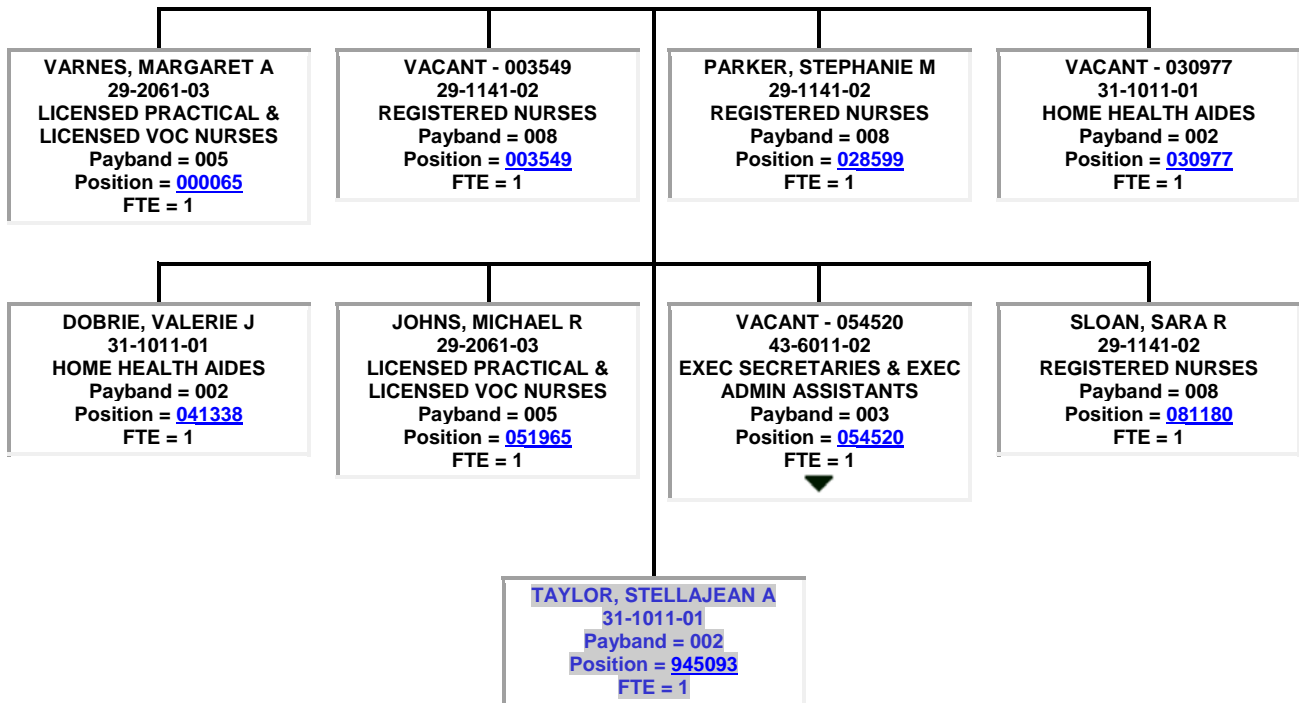 VARNES, MARGARET A
29-2061-03
LICENSED PRACTICAL &
LICENSED VOC NURSES
Payband = 005
Position = 000065
FTE = 1
VACANT - 003549
29-1141-02
REGISTERED NURSES
Payband = 008
Position = 003549
FTE = 1
PARKER, STEPHANIE M
29-1141-02
REGISTERED NURSES
Payband = 008
Position = 028599
FTE = 1
VACANT - 030977
31-1011-01
HOME HEALTH AIDES
Payband = 002
Position = 030977
FTE = 1
DOBRIE, VALERIE J
31-1011-01
HOME HEALTH AIDES
Payband = 002
Position = 041338
FTE = 1
JOHNS, MICHAEL R
29-2061-03
LICENSED PRACTICAL &
LICENSED VOC NURSES
Payband = 005
Position = 051965
FTE = 1
VACANT - 054520
43-6011-02
EXEC SECRETARIES & EXEC
ADMIN ASSISTANTS
Payband = 003
Position = 054520
FTE = 1
SLOAN, SARA R
29-1141-02
REGISTERED NURSES
Payband = 008
Position = 081180
FTE = 1
TAYLOR, STELLAJEAN A
31-1011-01
Payband = 002
Position = 945093
FTE = 1